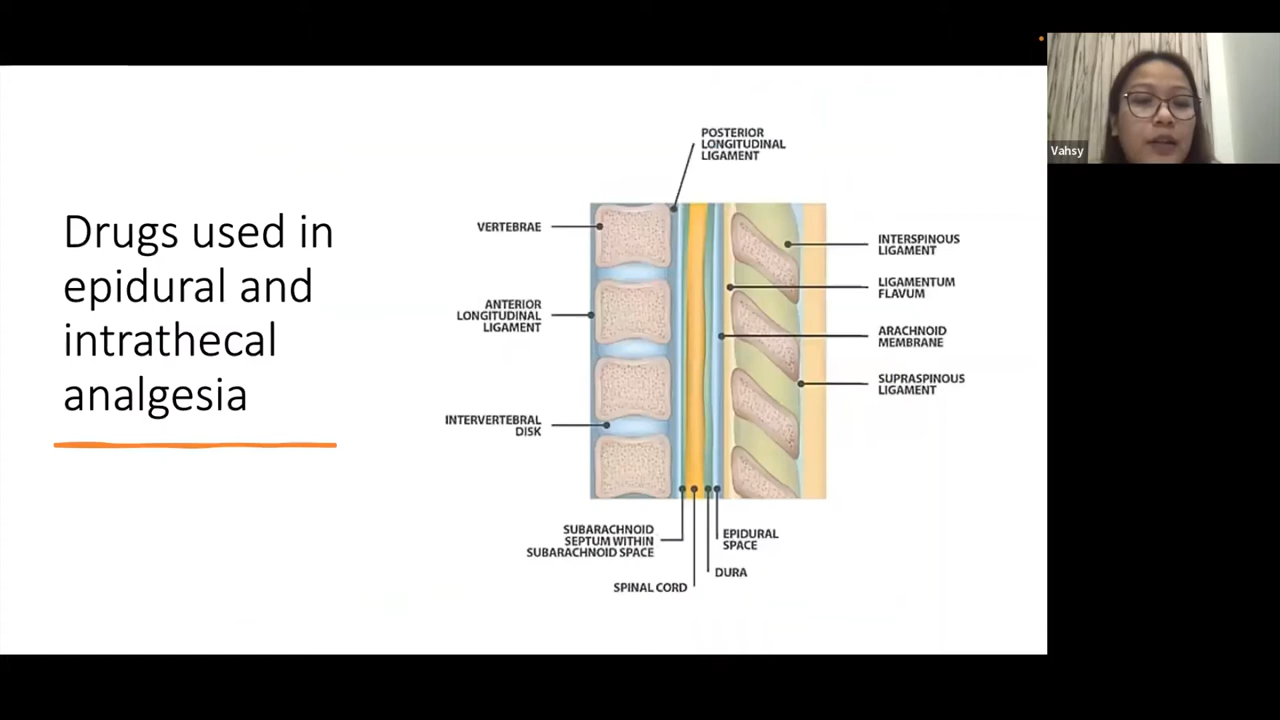 Drugs used in
epidural and
intrathecal
analgesia
POSTERIOR
LONGITUDINAL
LIGAMENT
VERTEBRAE
ANTERIOR
LONGITUDINAL
LIGAMENT
INTERVERTEBRAL
DISK
INTERSPINOUS
LIGAMENT
LIGAMENTUM
FLAVUM
ARACHNOID
MEMBRANE
SUPRASPINOUS
LIGAMENT
SUBARACHNOID
SEPTUM WITHIN
SUBARACHNOID SPACE
SPINAL CORD
DURA
EPIDURAL
SPACE
Vahsy